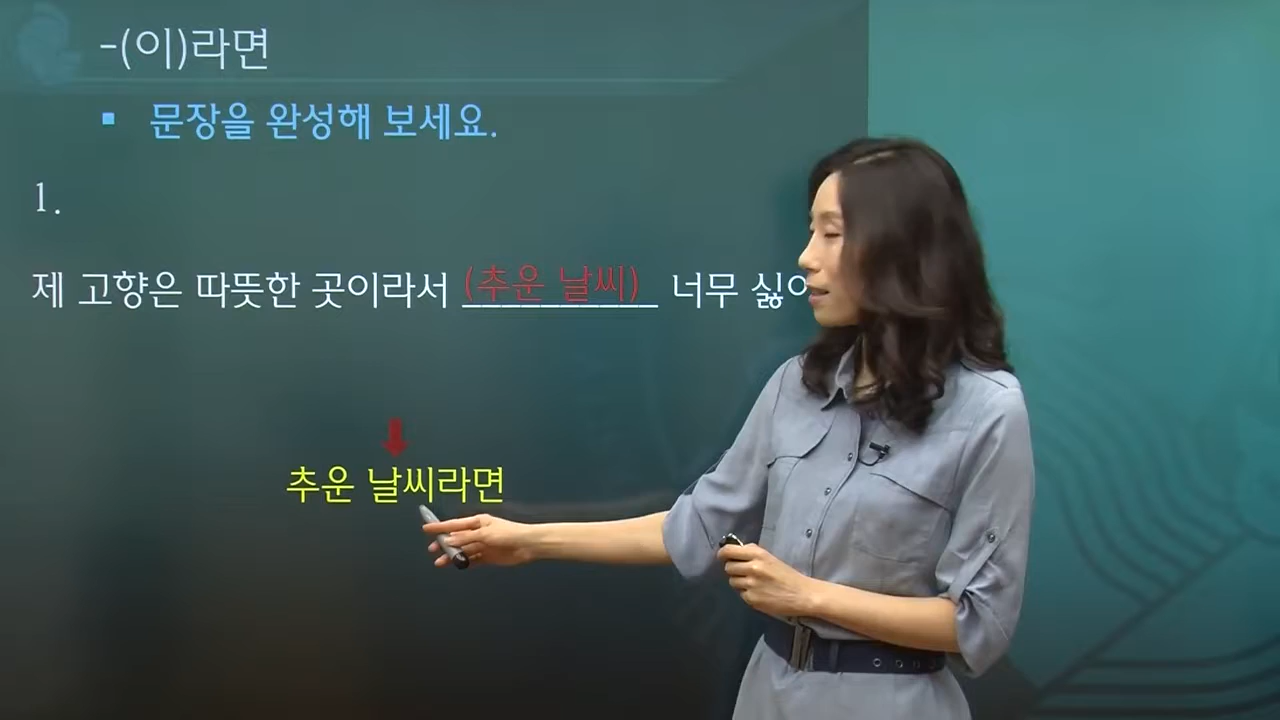 -(이)라면
▪ 문장을 완성해 보세요.
1.
제 고향은 따뜻한 곳이라서 (추운 날씨) 너무 싫
추운 날씨라면